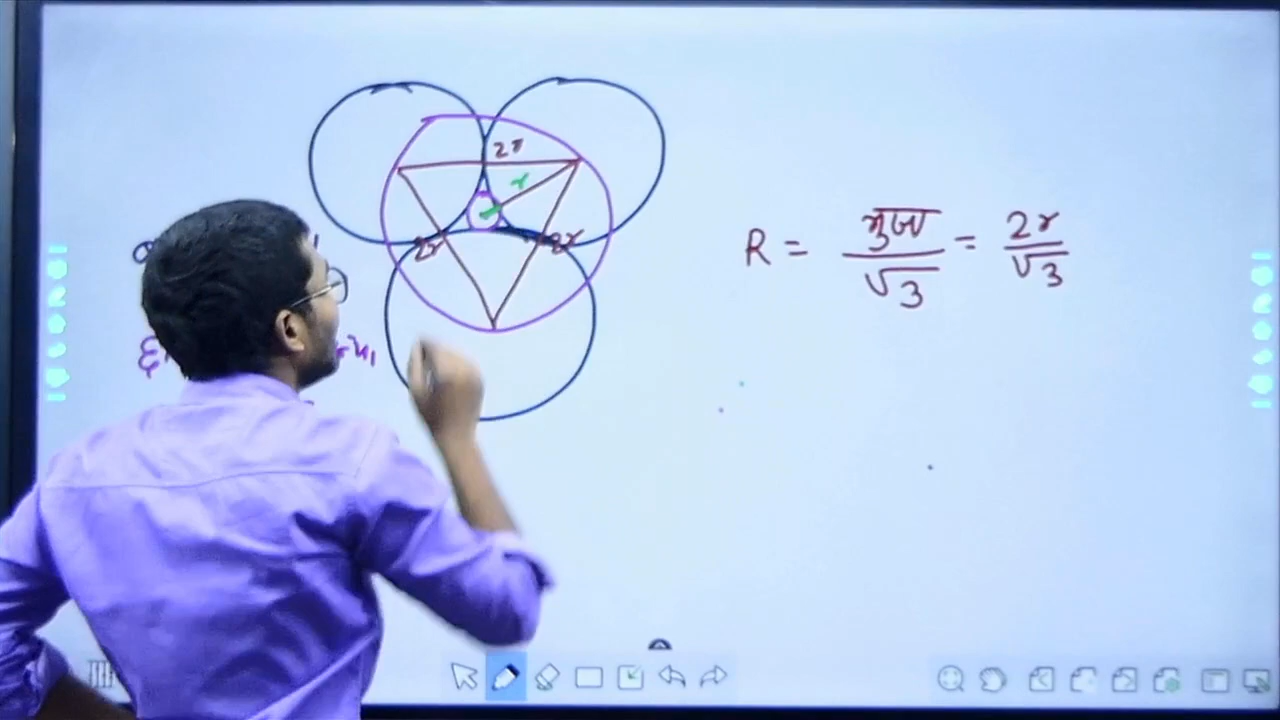 2r
r
2r 2r
R = भुजा / √3 = 2r / √3